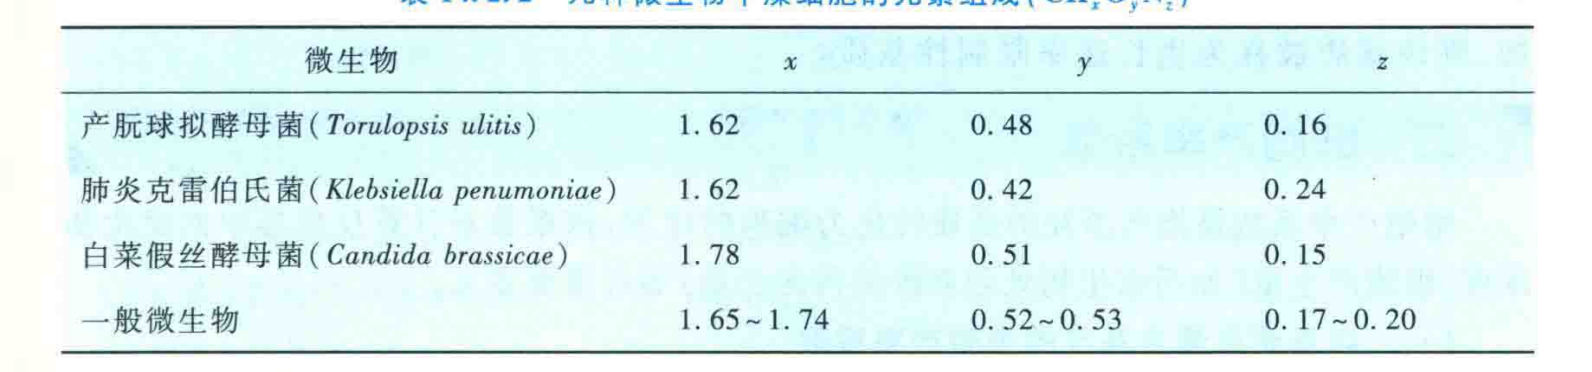 微生物 x y z
产朊球拟酵母菌(Torulopsis ulitis) 1.62 0.48 0.16
肺炎克雷伯氏菌(Klebsiella penumoniae) 1.62 0.42 0.24
白菜假丝酵母菌(Candida brassicae) 1.78 0.51 0.15
一般微生物 1.65~1.74 0.52~0.53 0.17~0.20